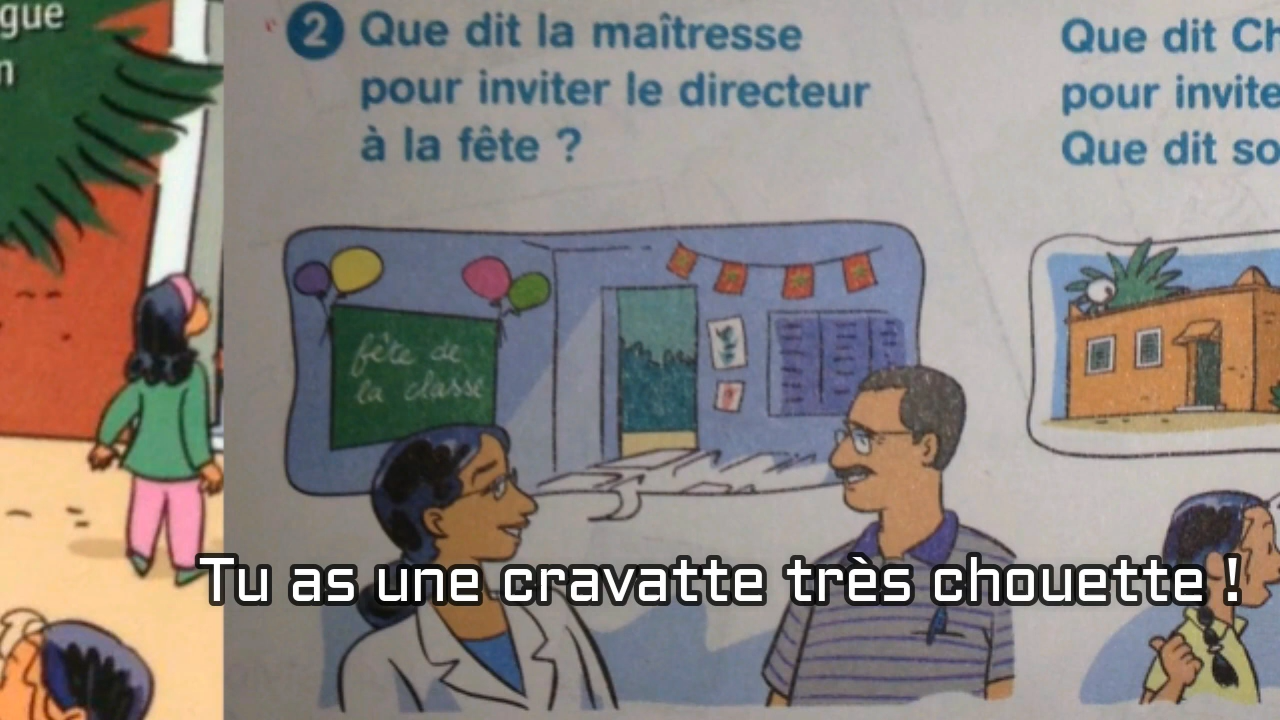 gue
n
2 Que dit la maîtresse
pour inviter le directeur
à la fête ?
Que dit Ch
pour invite
Que dit so
fête de
la classe
Tu as une cravatte très chouette !